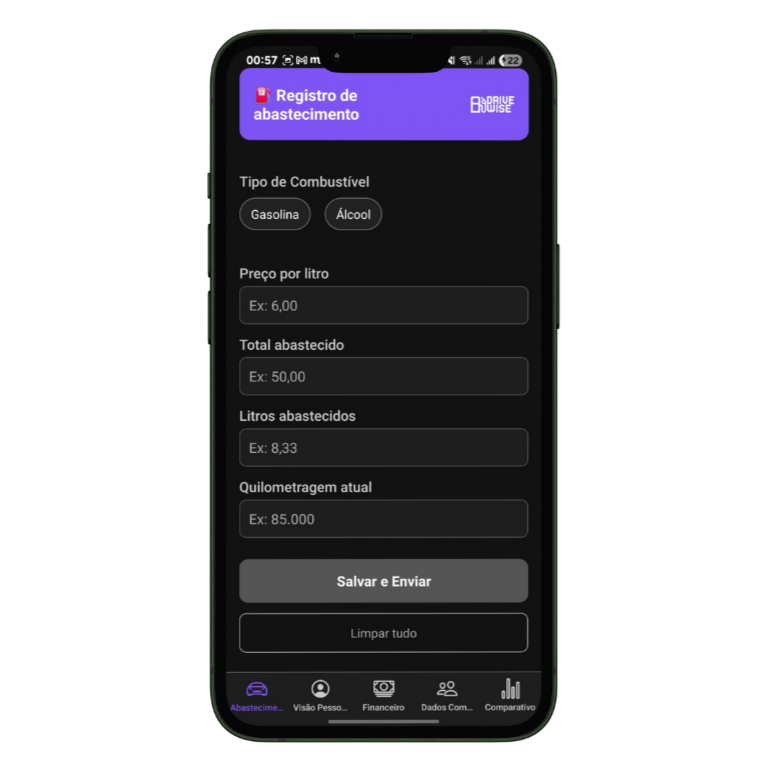 00:57
22
Registro de
abastecimento
DRIVE
WISE
Tipo de Combustível
Gasolina
Álcool
Preço por litro
Ex: 6,00
Total abastecido
Ex: 50,00
Litros abastecidos
Ex: 8,33
Quilometragem atual
Ex: 85.000
Salvar e Enviar
Limpar tudo
Abastecime...
Visão Pesso...
Financeiro
Dados Com...
Comparativo